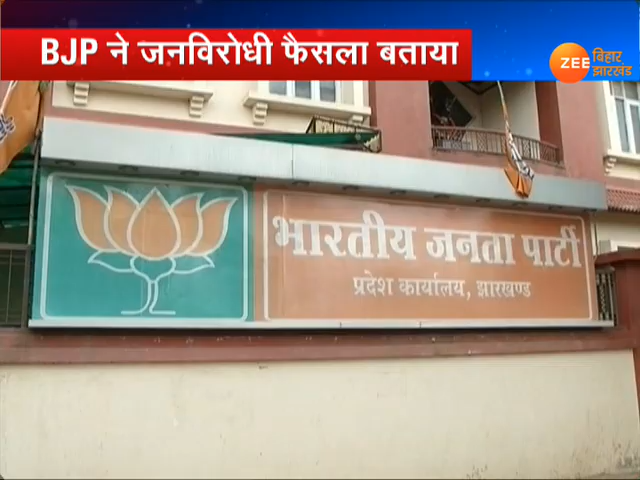 BJP ने जनविरोधी फैसला बताया
ZEE बिहार झारखंड
भारतीय जनता पार्टी
प्रदेश कार्यालय, झारखण्ड